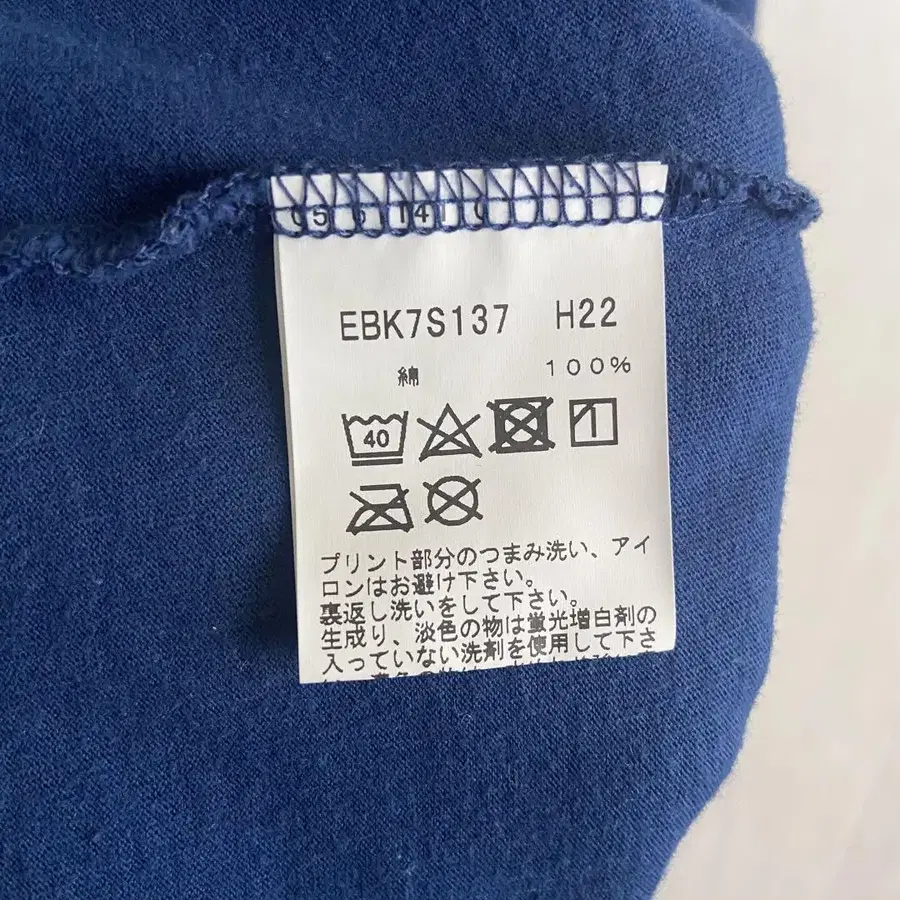 EBK7S137 H22
綿 100%
40
プリント部分のつまみ洗い、アイ
ロンはお避け下さい。
裏返し洗いをして下さい。
生成り、淡色の物は蛍光増白剤の
入っていない洗剤を使用して下さ